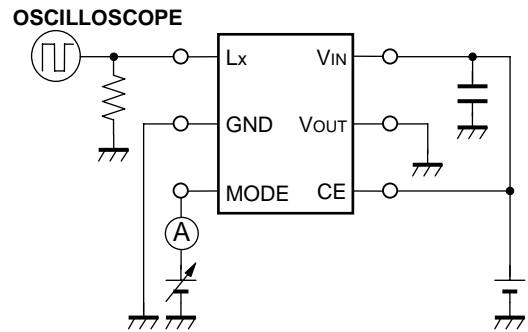 OSCILLOSCOPE
Lx VIN
GND VOUT
MODE CE
A